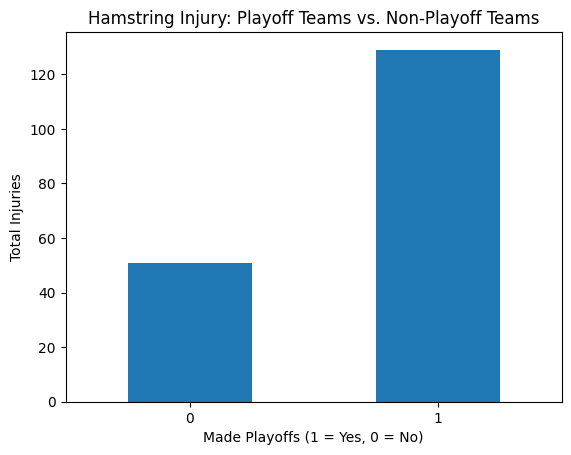 Hamstring Injury: Playoff Teams vs. Non-Playoff Teams
120
100
80
60
40
20
0
Total Injuries
0 1
Made Playoffs (1 = Yes, 0 = No)